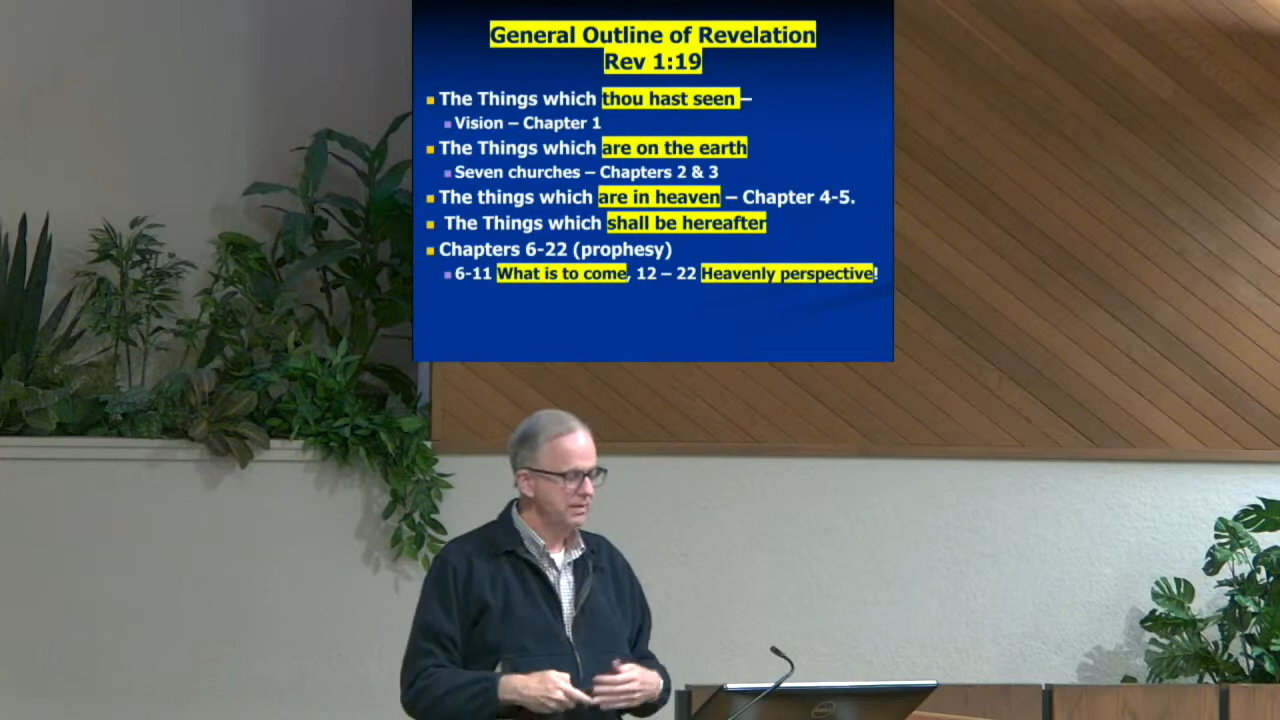 General Outline of Revelation
Rev 1:19
The Things which thou hast seen –
Vision – Chapter 1
The Things which are on the earth
Seven churches – Chapters 2 & 3
The things which are in heaven – Chapter 4-5.
The Things which shall be hereafter
Chapters 6-22 (prophesy)
6-11 What is to come, 12 – 22 Heavenly perspective!
DELL